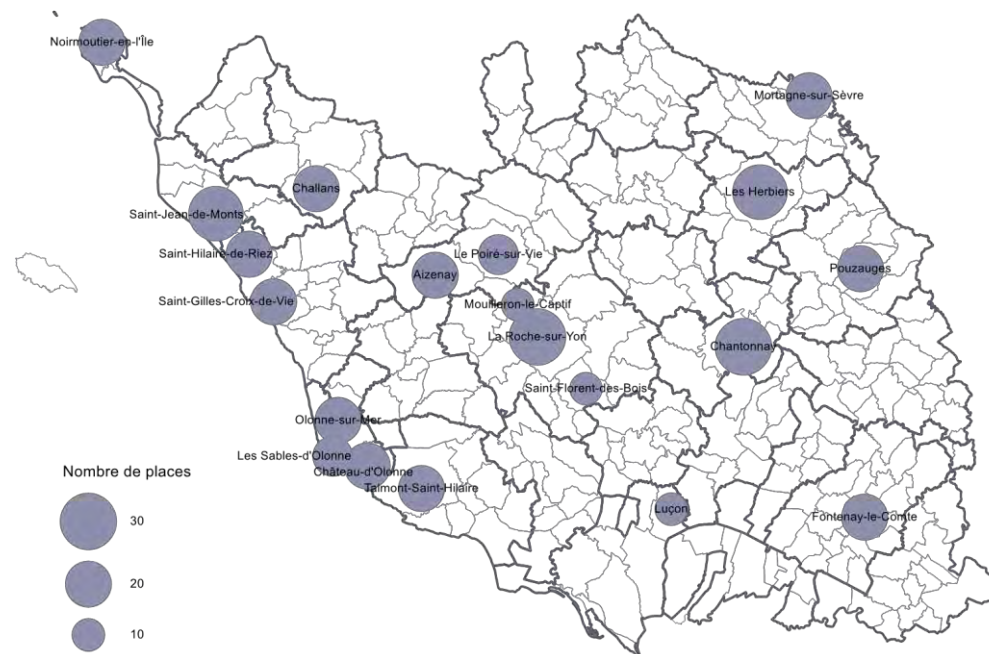 Noirmoutier-en-l'Île
Mortagne-sur-Sèvre
Challans
Les Herbiers
Saint-Jean-de-Monts
Saint-Hilaire-de-Riez
Le Poiré-sur-Vie
Aizenay
Pouzauges
Saint-Gilles-Croix-de-Vie
Mouilleron-le-Captif
La Roche-sur-Yon
Chantonnay
Saint-Florent-des-Bois
Olonne-sur-Mer
Les Sables-d'Olonne
Château-d'Olonne
Talmont-Saint-Hilaire
Luçon
Fontenay-le-Comte
Nombre de places
30
20
10